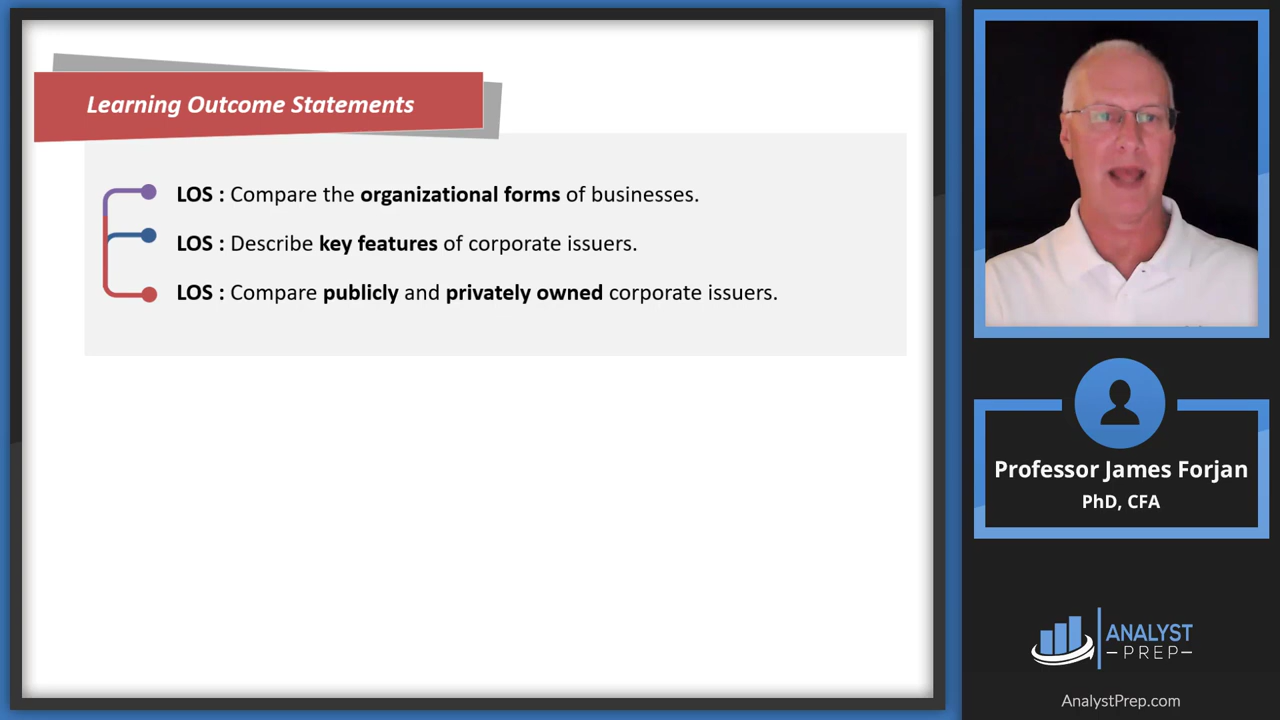 Learning Outcome Statements
LOS : Compare the organizational forms of businesses.
LOS : Describe key features of corporate issuers.
LOS : Compare publicly and privately owned corporate issuers.
Professor James Forjan
PhD, CFA
ANALYST
PREP
AnalystPrep.com